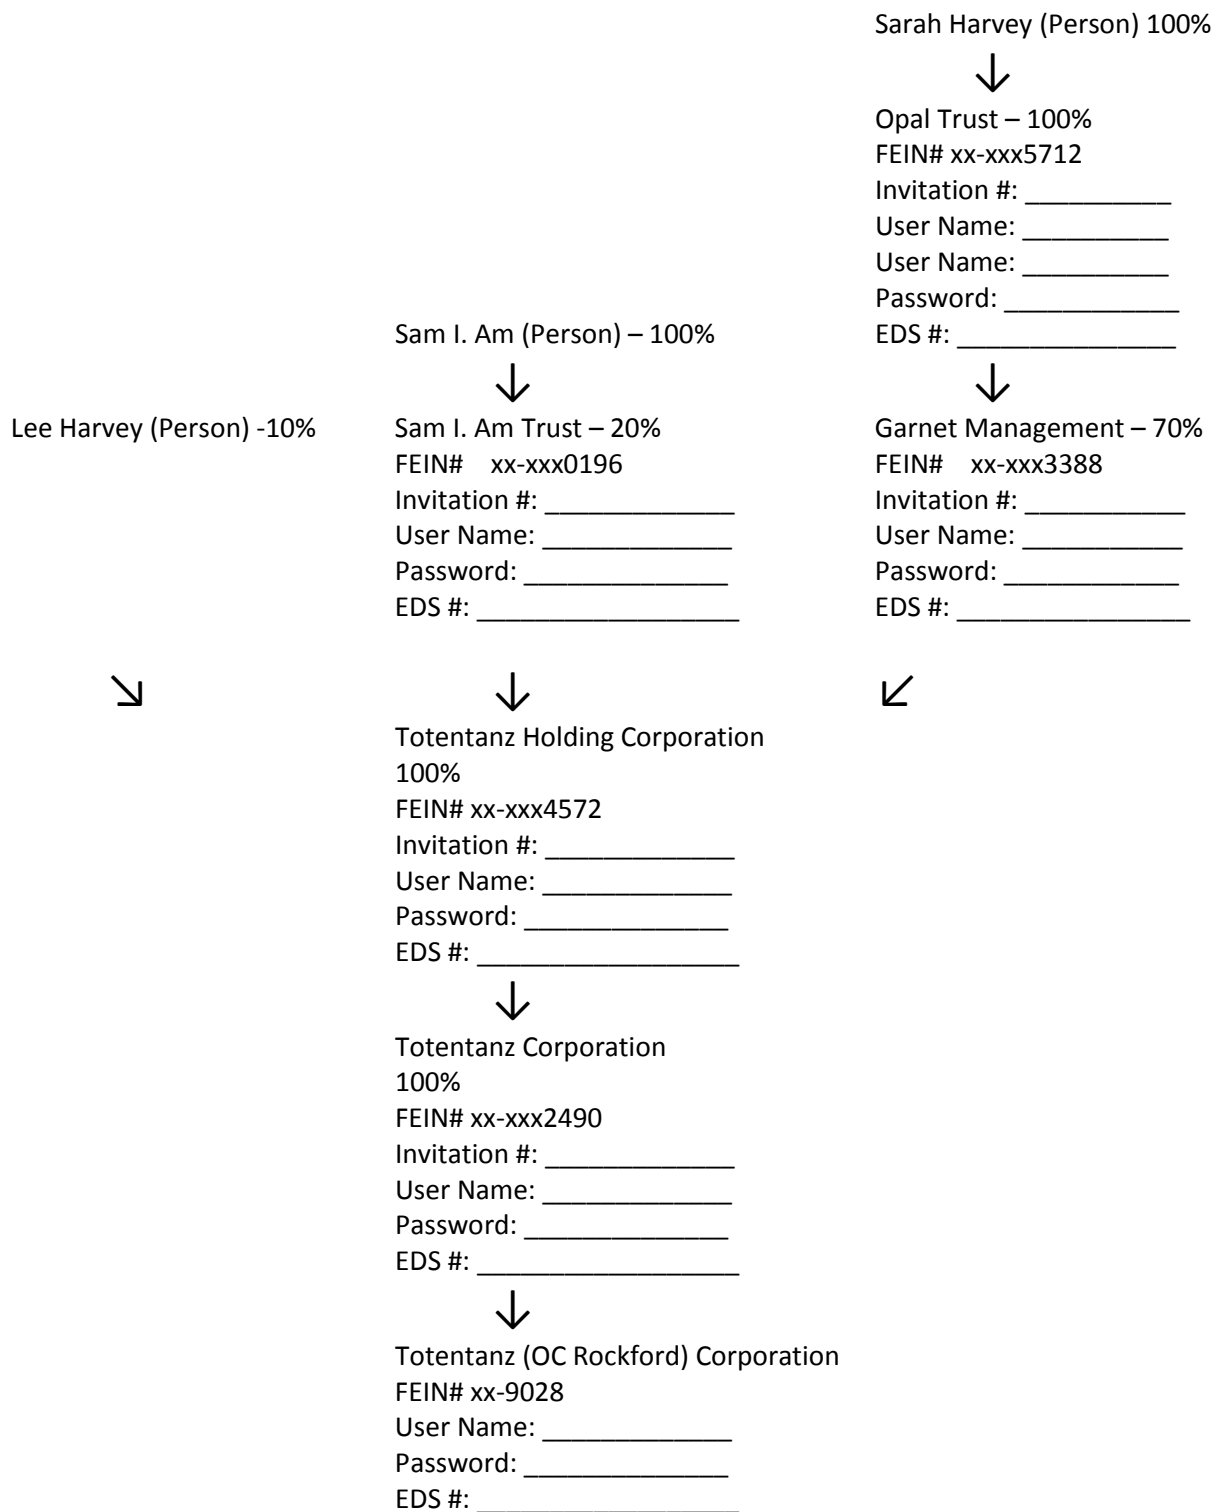 Sarah Harvey (Person) 100%
Opal Trust – 100%
FEIN# xx-xxx5712
Invitation #: __________
User Name: __________
User Name: __________
Password: ____________
EDS #: _______________
Sam I. Am (Person) – 100%
Lee Harvey (Person) -10%
Sam I. Am Trust – 20%
FEIN# xx-xxx0196
Invitation #: _____________
User Name: _____________
Password: ______________
EDS #: __________________
Garnet Management – 70%
FEIN# xx-xxx3388
Invitation #: ___________
User Name: ___________
Password: ____________
EDS #: ________________
Totentanz Holding Corporation
100%
FEIN# xx-xxx4572
Invitation #: _____________
User Name: _____________
Password: ______________
EDS #: __________________
Totentanz Corporation
100%
FEIN# xx-xxx2490
Invitation #: _____________
User Name: _____________
Password: ______________
EDS #: __________________
Totentanz (OC Rockford) Corporation
FEIN# xx-9028
User Name: _____________
Password: ______________
EDS #: __________________